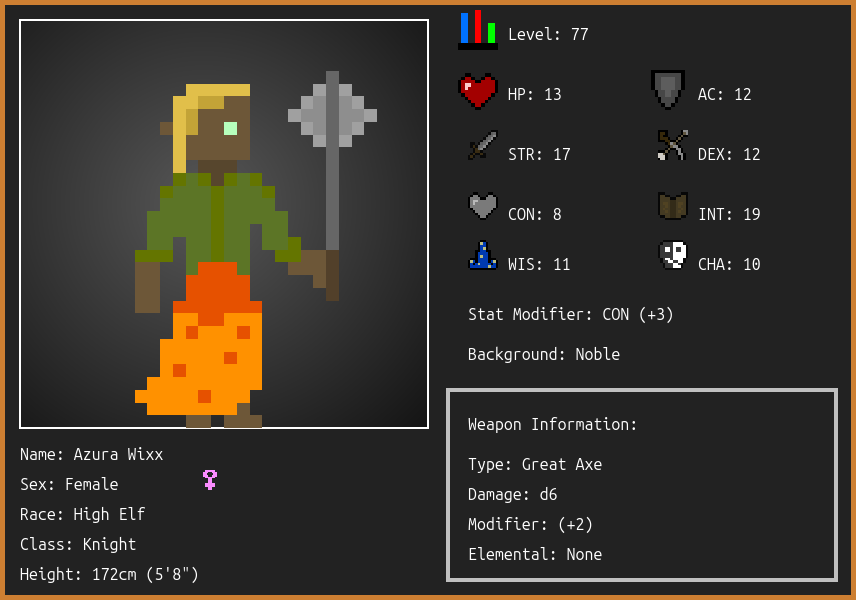 Level: 77
HP: 13
AC: 12
STR: 17
DEX: 12
CON: 8
INT: 19
WIS: 11
CHA: 10
Stat Modifier: CON (+3)
Background: Noble
Weapon Information:
Type: Great Axe
Damage: d6
Modifier: (+2)
Elemental: None
Name: Azura Wixx
Sex: Female
Race: High Elf
Class: Knight
Height: 172cm (5'8")